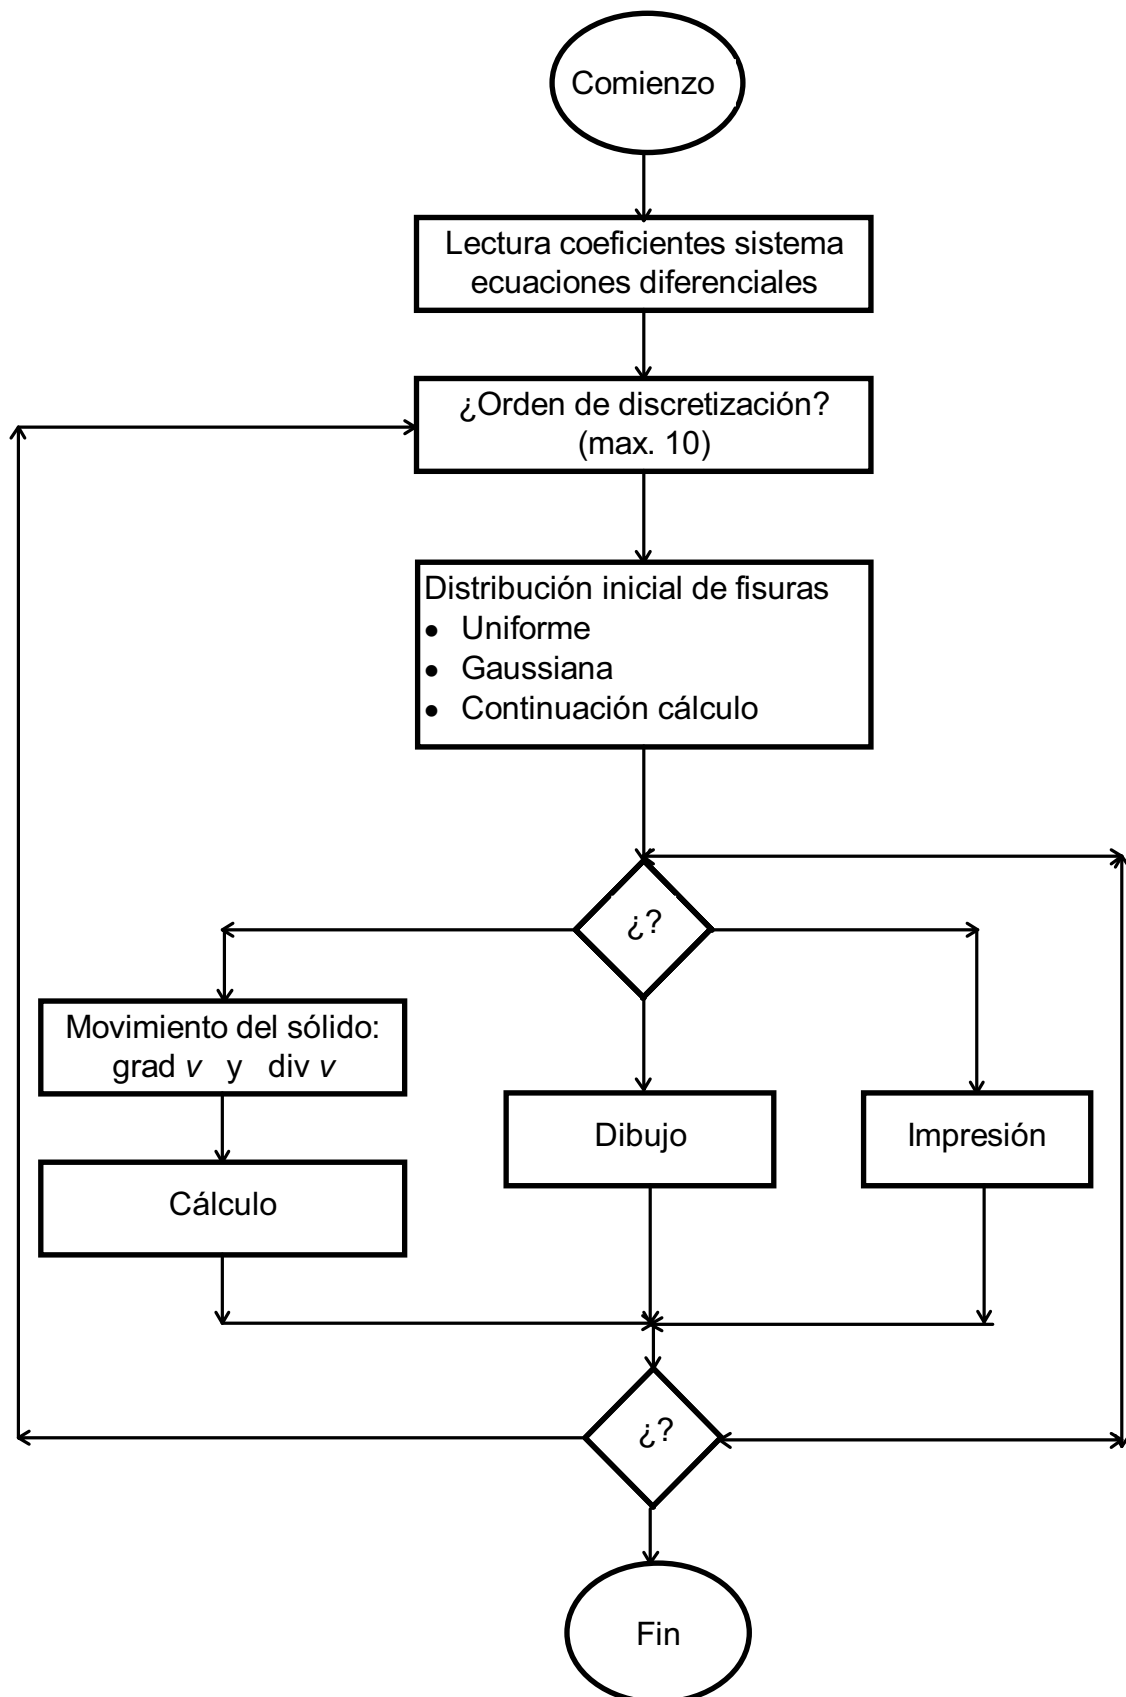 Comienzo
Lectura coeficientes sistema
ecuaciones diferenciales
¿Orden de discretización?
(max. 10)
Distribución inicial de fisuras
• Uniforme
• Gaussiana
• Continuación cálculo
¿?
Movimiento del sólido:
grad v y div v
Cálculo
Dibujo
Impresión
¿?
Fin